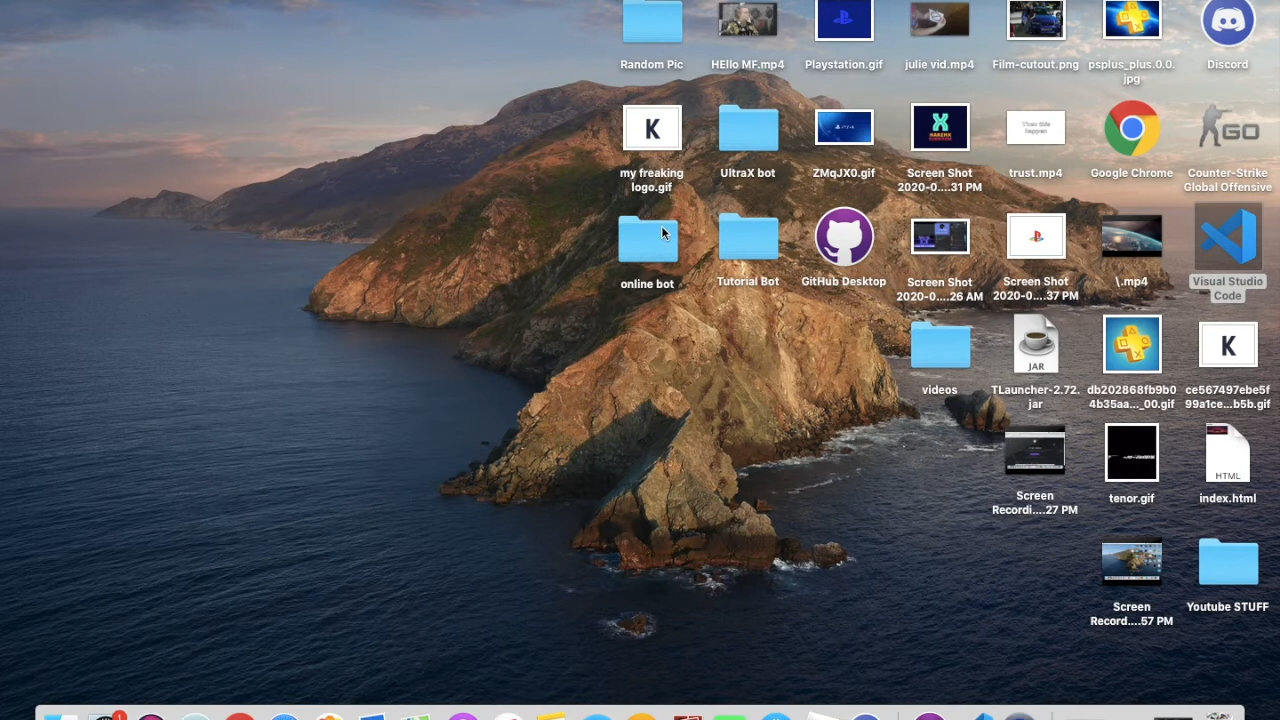 Random Pic
HEllo MF.mp4
Playstation.gif
julie vid.mp4
Film-cutout.png
psplus_plus.0.0.
jpg
Discord
K
my freaking
logo.gif
UltraX bot
ZMqJX0.gif
Screen Shot
2020-0....31 PM
Then this
happen
trust.mp4
Google Chrome
GO
Counter-Strike
Global Offensive
online bot
Tutorial Bot
GitHub Desktop
Screen Shot
2020-0....26 AM
Screen Shot
2020-0....37 PM
\.mp4
Visual Studio
Code
videos
JAR
TLauncher-2.72.
jar
db202868fb9b0
4b35aa..._00.gif
K
ce567497ebe5f
99a1ce...b5b.gif
Screen
Recordi....27 PM
tenor.gif
HTML
index.html
Screen
Record....57 PM
Youtube STUFF
1